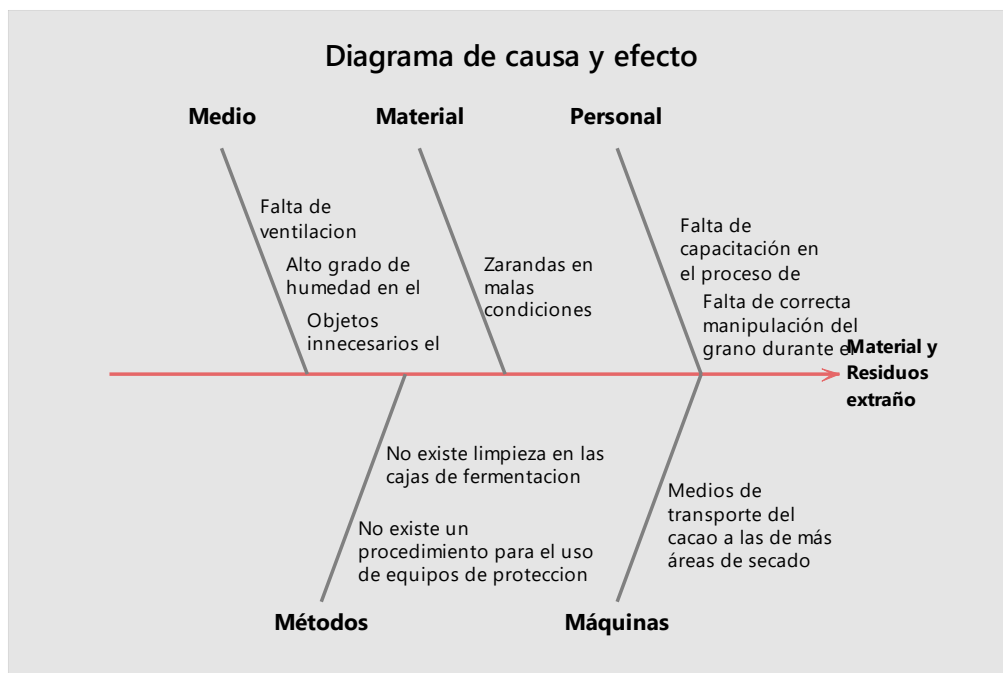 Diagrama de causa y efecto
Medio
Material
Personal
Falta de
ventilacion
Alto grado de
humedad en el
Objetos
innecesarios el
Zarandas en
malas
condiciones
Falta de
capacitación en
el proceso de
Falta de correcta
manipulación del
grano durante el
Material y
Residuos
extraño
No existe limpieza en las
cajas de fermentacion
No existe un
procedimiento para el uso
de equipos de proteccion
Medios de
transporte del
cacao a las de más
áreas de secado
Métodos
Máquinas